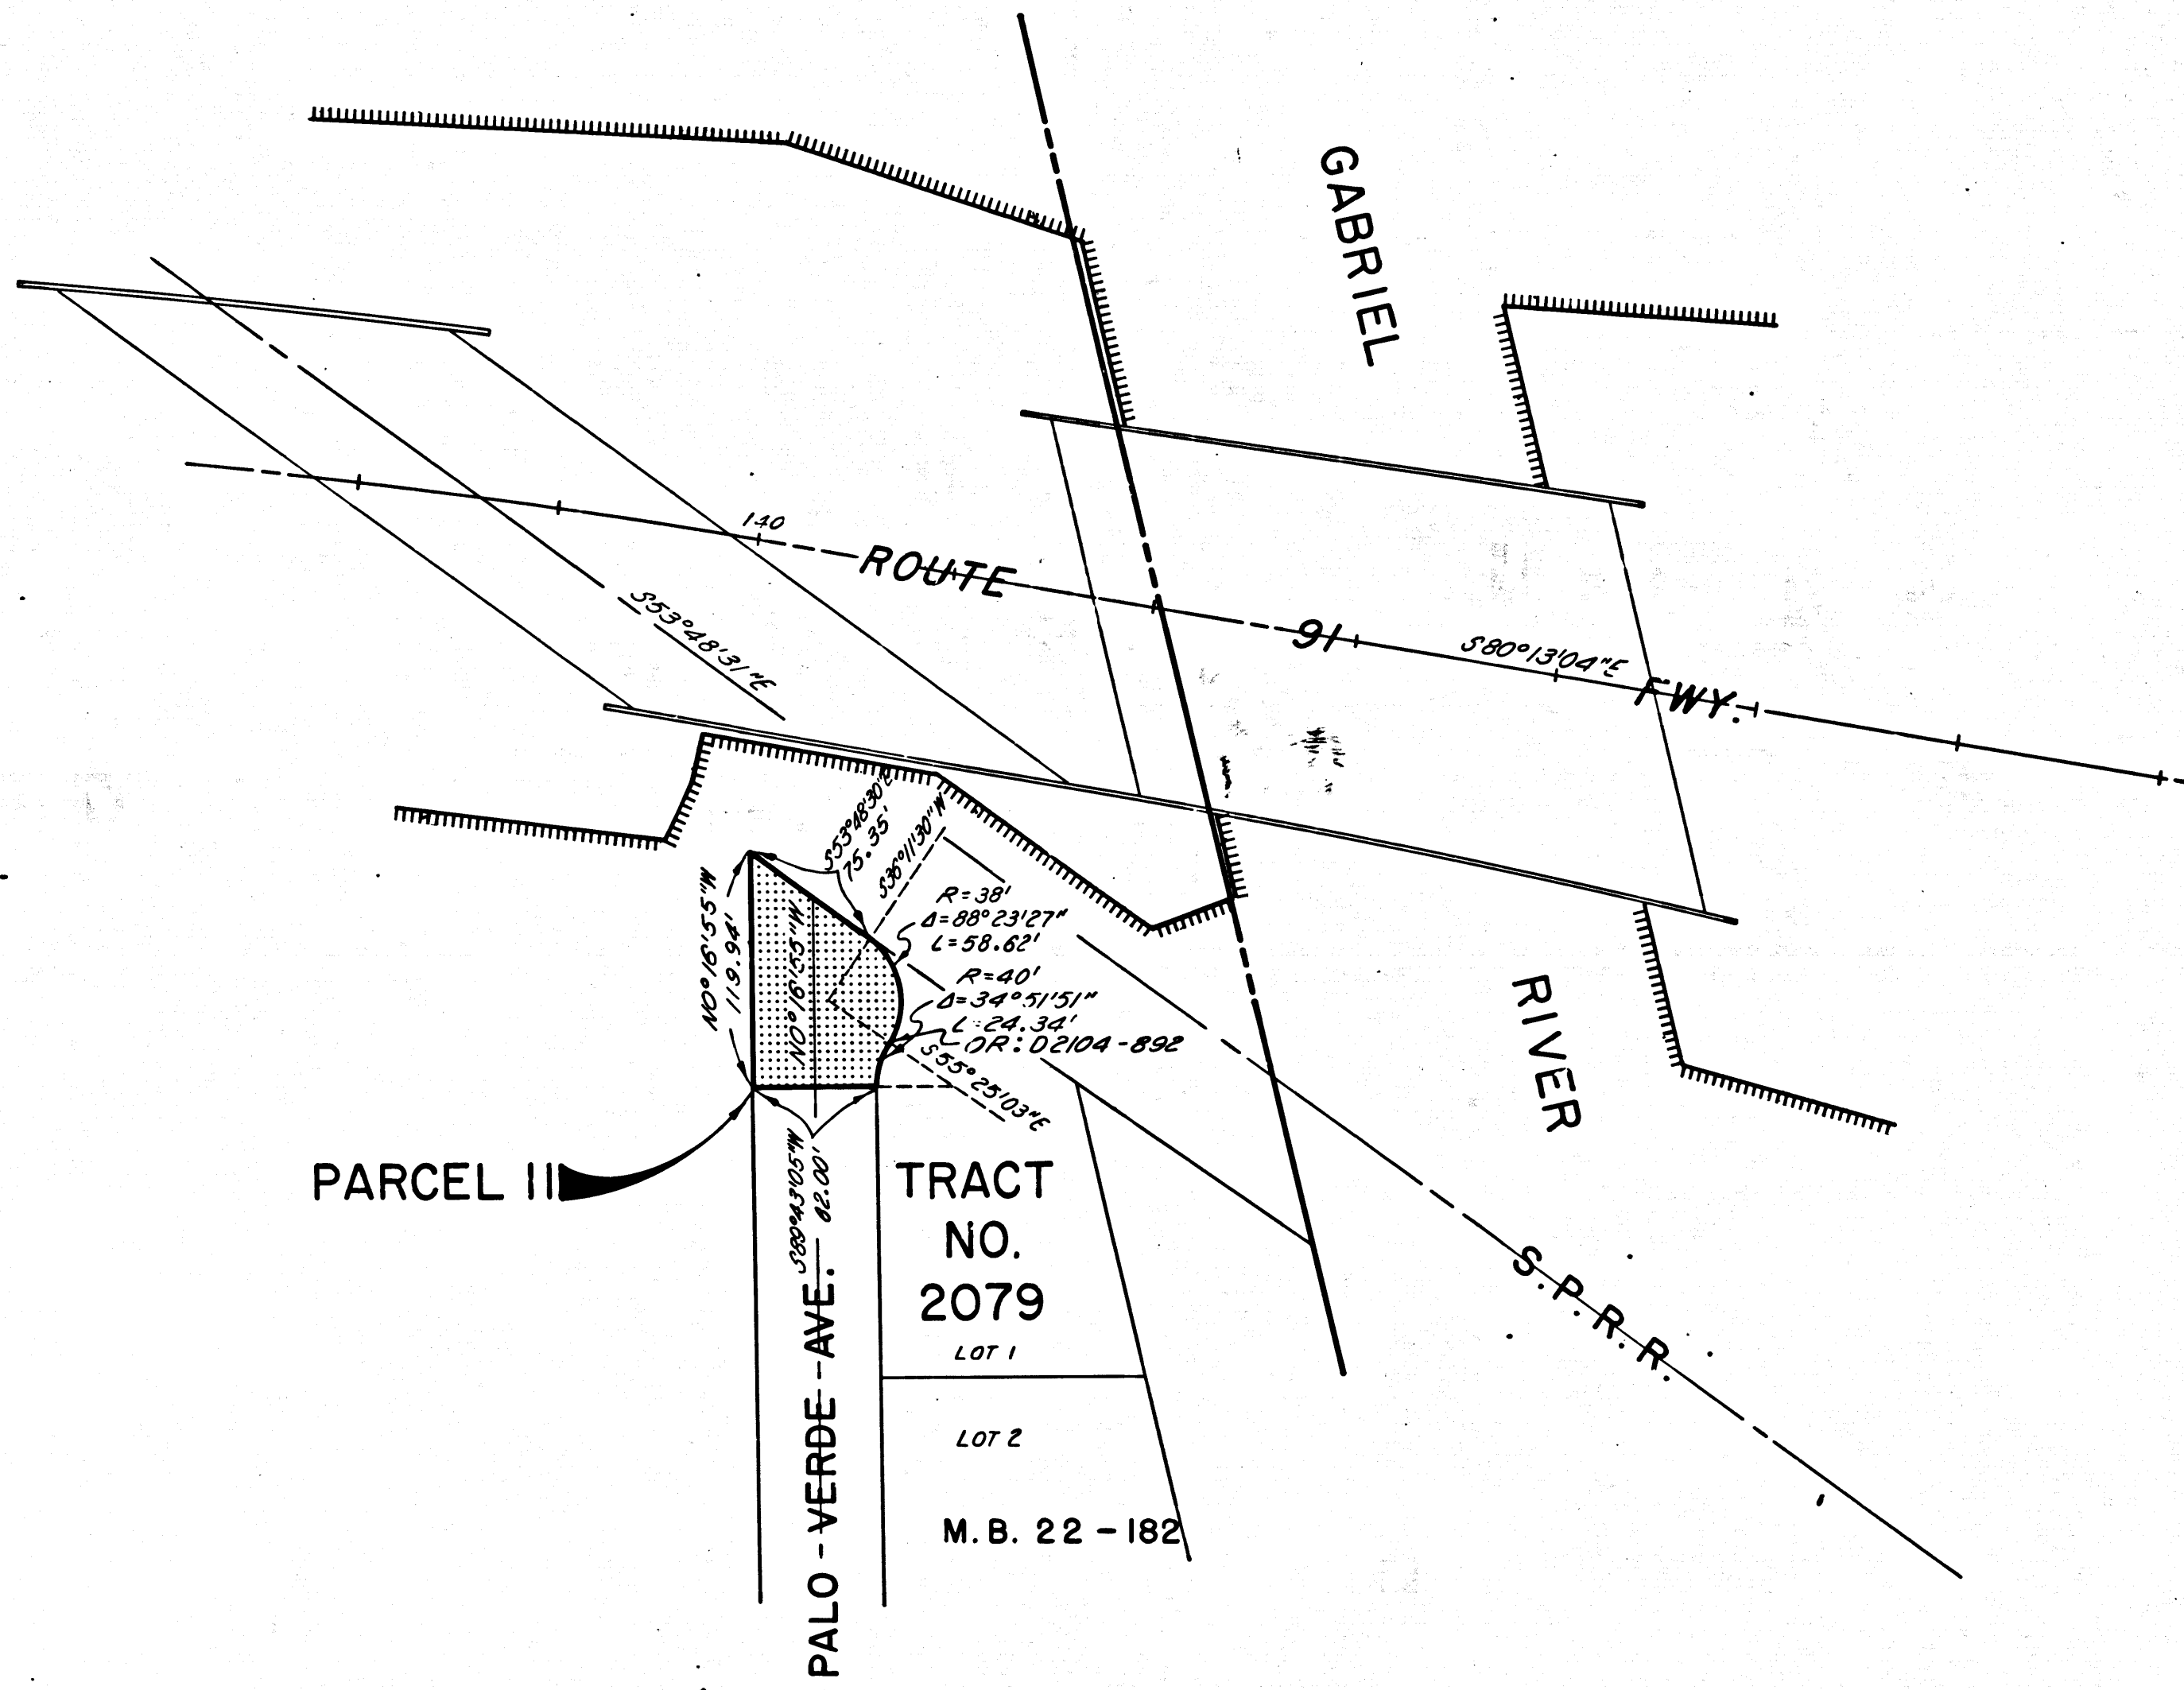 GABRIEL
140
ROUTE 91 FWY.
S80°13'04"E
S53°48'31"E
S53°48'30"E
75.35'
S36°11'30"W
R=38'
Δ=88°23'27"
L=58.62'
R=40'
Δ=34°51'51"
L=24.34'
OR: D2104-892
S55°25'03"E
N0°16'55"W
119.94'
N0°16'55"W
RIVER
PARCEL 11
S89°43'05"W
62.00'
TRACT
NO.
2079
LOT 1
LOT 2
M.B. 22-182
PALO-VERDE-AVE.
S.P.R.R.